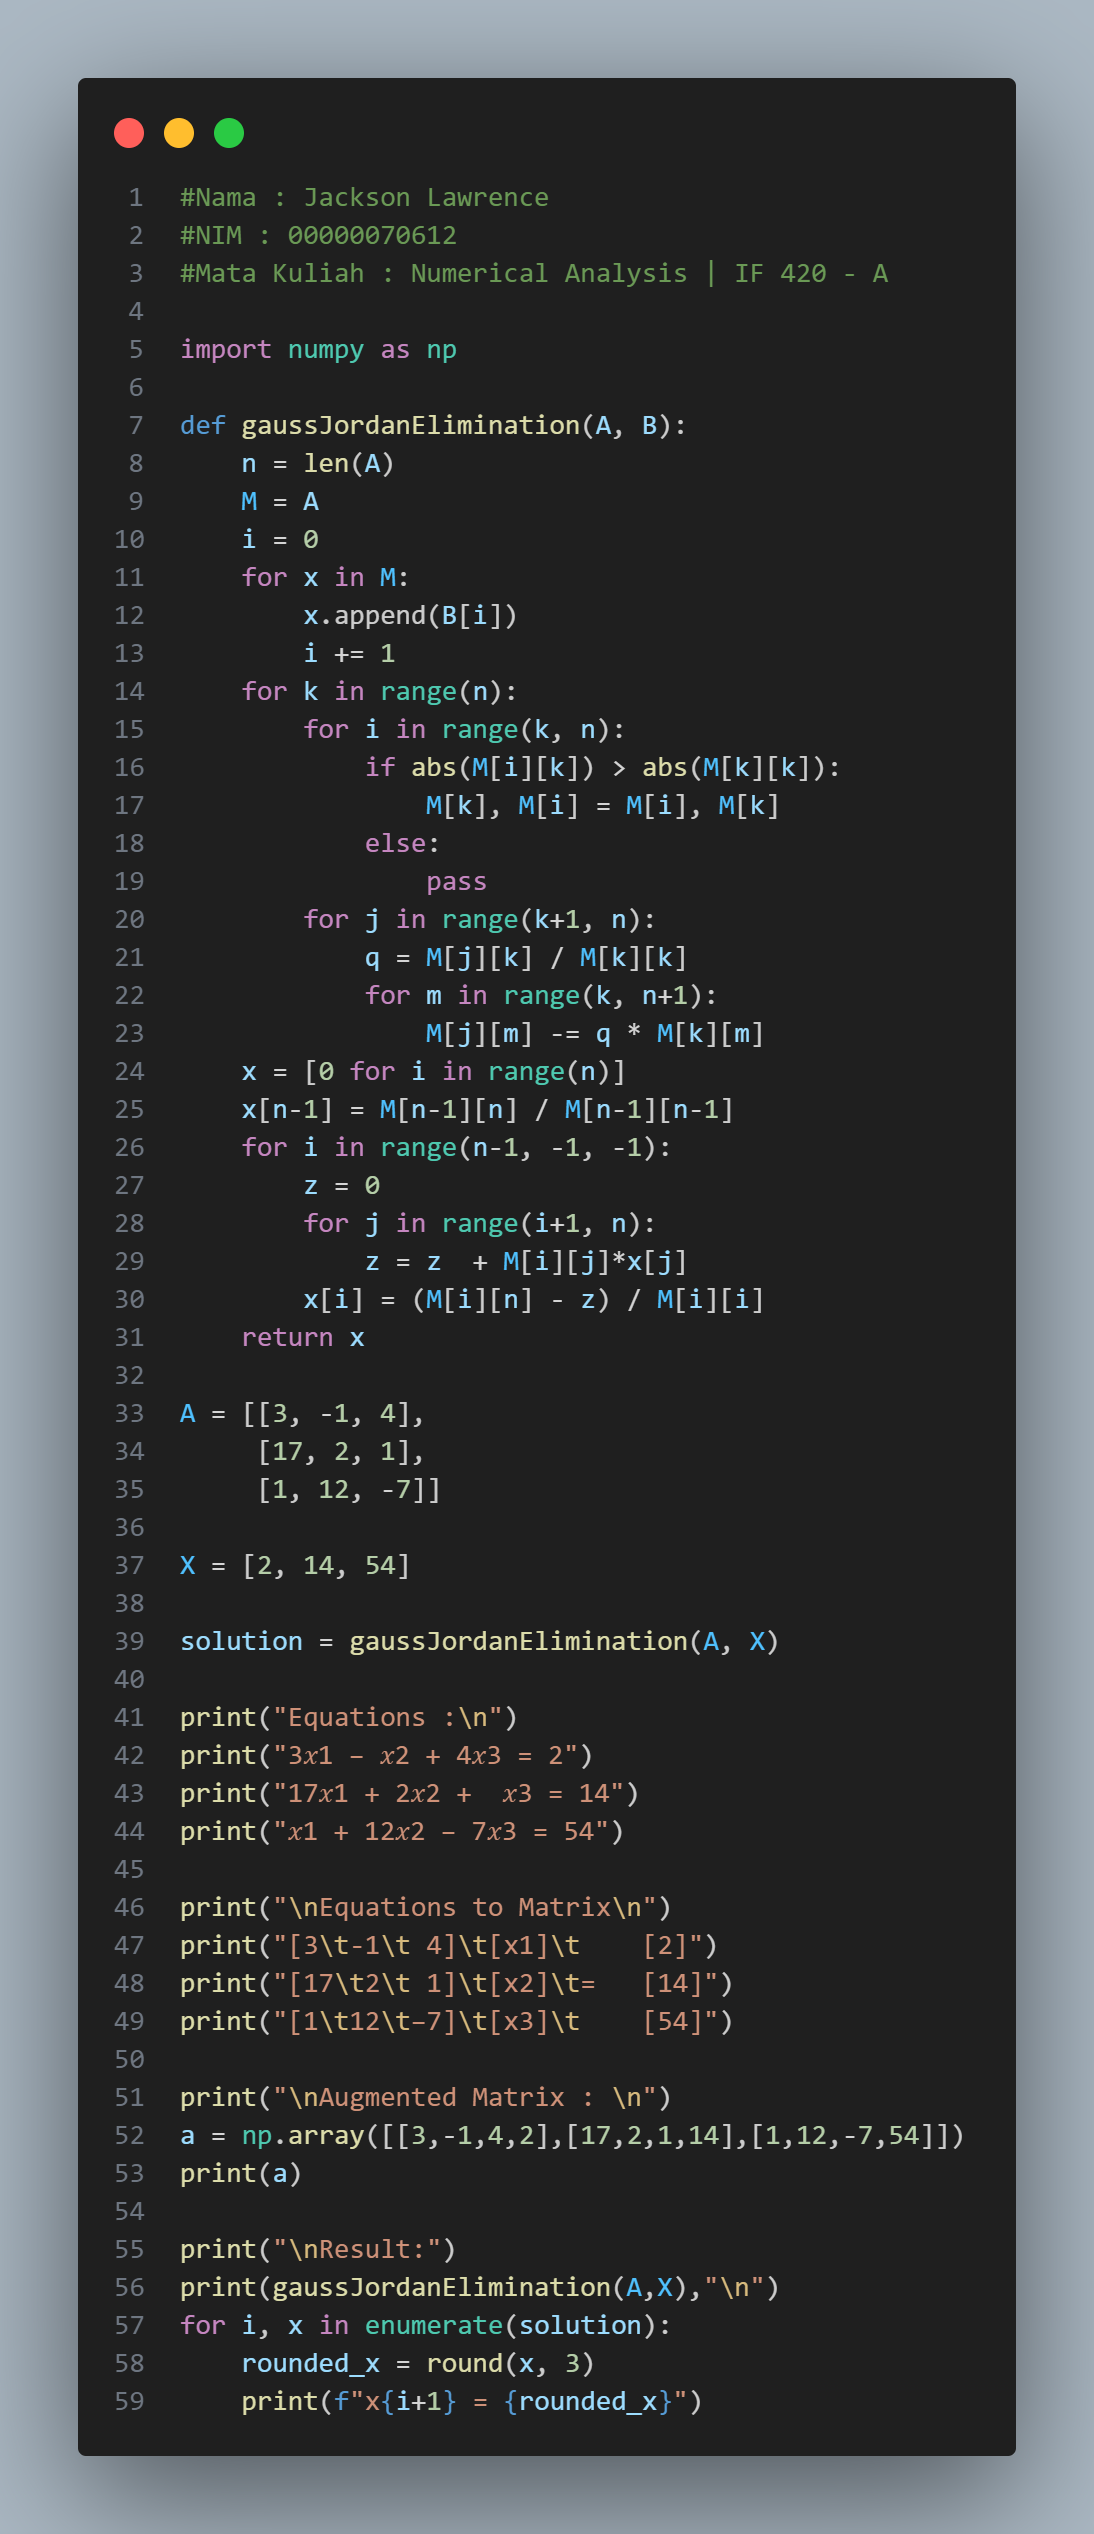 1 #Nama : Jackson Lawrence
2 #NIM : 00000070612
3 #Mata Kuliah : Numerical Analysis | IF 420 - A
4
5 import numpy as np
6
7 def gaussJordanElimination(A, B):
8     n = len(A)
9     M = A
10     i = 0
11     for x in M:
12         x.append(B[i])
13         i += 1
14     for k in range(n):
15         for i in range(k, n):
16             if abs(M[i][k]) > abs(M[k][k]):
17                 M[k], M[i] = M[i], M[k]
18             else:
19                 pass
20         for j in range(k+1, n):
21             q = M[j][k] / M[k][k]
22             for m in range(k, n+1):
23                 M[j][m] -= q * M[k][m]
24     x = [0 for i in range(n)]
25     x[n-1] = M[n-1][n] / M[n-1][n-1]
26     for i in range(n-1, -1, -1):
27         z = 0
28         for j in range(i+1, n):
29             z = z  + M[i][j]*x[j]
30         x[i] = (M[i][n] - z) / M[i][i]
31     return x
32
33 A = [[3, -1, 4],
34      [17, 2, 1],
35      [1, 12, -7]]
36
37 X = [2, 14, 54]
38
39 solution = gaussJordanElimination(A, X)
40
41 print("Equations :\n")
42 print("3𝑥1 − 𝑥2 + 4𝑥3 = 2")
43 print("17𝑥1 + 2𝑥2 +  𝑥3 = 14")
44 print("𝑥1 + 12𝑥2 − 7𝑥3 = 54")
45
46 print("\nEquations to Matrix\n")
47 print("[3\t-1\t 4]\t[x1]\t    [2]")
48 print("[17\t2\t 1]\t[x2]\t=   [14]")
49 print("[1\t12\t−7]\t[x3]\t    [54]")
50
51 print("\nAugmented Matrix : \n")
52 a = np.array([[3,-1,4,2],[17,2,1,14],[1,12,-7,54]])
53 print(a)
54
55 print("\nResult:")
56 print(gaussJordanElimination(A,X),"\n")
57 for i, x in enumerate(solution):
58     rounded_x = round(x, 3)
59     print(f"x{i+1} = {rounded_x}")